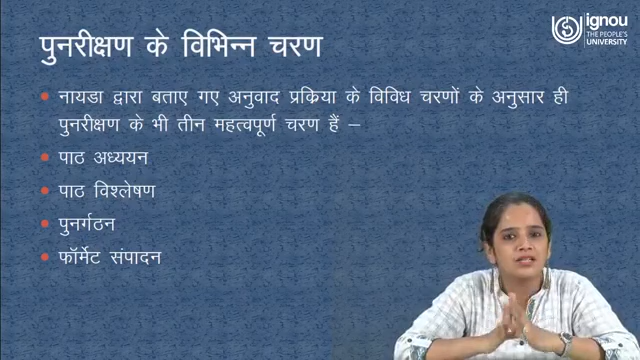 पुनरीक्षण के विभिन्न चरण
ignou
THE PEOPLE'S
UNIVERSITY
• नायडा द्वारा बताए गए अनुवाद प्रकिया के विविध चरणों के अनुसार ही
पुनरीक्षण के भी तीन महत्वपूर्ण चरण हैं –
• पाठ अध्ययन
• पाठ विश्लेषण
• पुनर्गठन
• फॉर्मेट संपादन